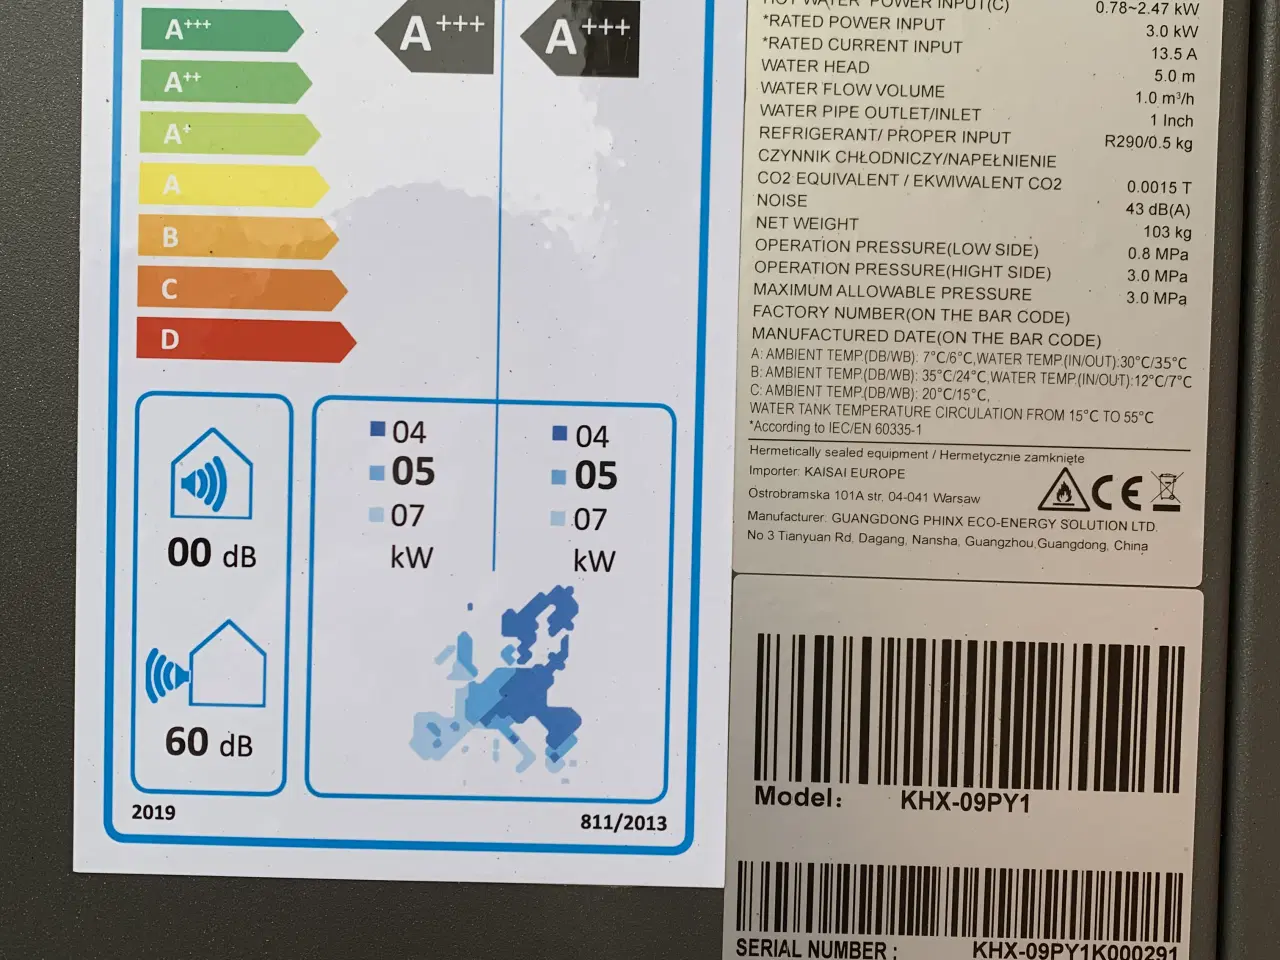 A+++
A++
A+
A
B
C
D
A+++
A+++
00 dB
60 dB
04
05
07
kW
04
05
07
kW
2019
811/2013
HOT WATER POWER INPUT(C) 0.78~2.47 kW
*RATED POWER INPUT 3.0 kW
*RATED CURRENT INPUT 13.5 A
WATER HEAD 5.0 m
WATER FLOW VOLUME 1.0 m³/h
WATER PIPE OUTLET/INLET 1 Inch
REFRIGERANT/ PROPER INPUT R290/0.5 kg
CZYNNIK CHŁODNICZY/NAPEŁNIENIE
CO2 EQUIVALENT / EKWIWALENT CO2 0.0015 T
NOISE 43 dB(A)
NET WEIGHT 103 kg
OPERATION PRESSURE(LOW SIDE) 0.8 MPa
OPERATION PRESSURE(HIGHT SIDE) 3.0 MPa
MAXIMUM ALLOWABLE PRESSURE 3.0 MPa
FACTORY NUMBER(ON THE BAR CODE)
MANUFACTURED DATE(ON THE BAR CODE)
A: AMBIENT TEMP.(DB/WB): 7°C/6°C,WATER TEMP.(IN/OUT):30°C/35°C
B: AMBIENT TEMP.(DB/WB): 35°C/24°C,WATER TEMP.(IN/OUT):12°C/7°C
C: AMBIENT TEMP.(DB/WB): 20°C/15°C,
WATER TANK TEMPERATURE CIRCULATION FROM 15°C TO 55°C
*According to IEC/EN 60335-1
Hermetically sealed equipment / Hermetycznie zamknięte
Importer: KAISAI EUROPE
Ostrobramska 101A str. 04-041 Warsaw
CE
Manufacturer: GUANGDONG PHNIX ECO-ENERGY SOLUTION LTD.
No 3 Tianyuan Rd, Dagang, Nansha, Guangzhou,Guangdong, China
Model: KHX-09PY1
SERIAL NUMBER: KHX-09PY1K000291